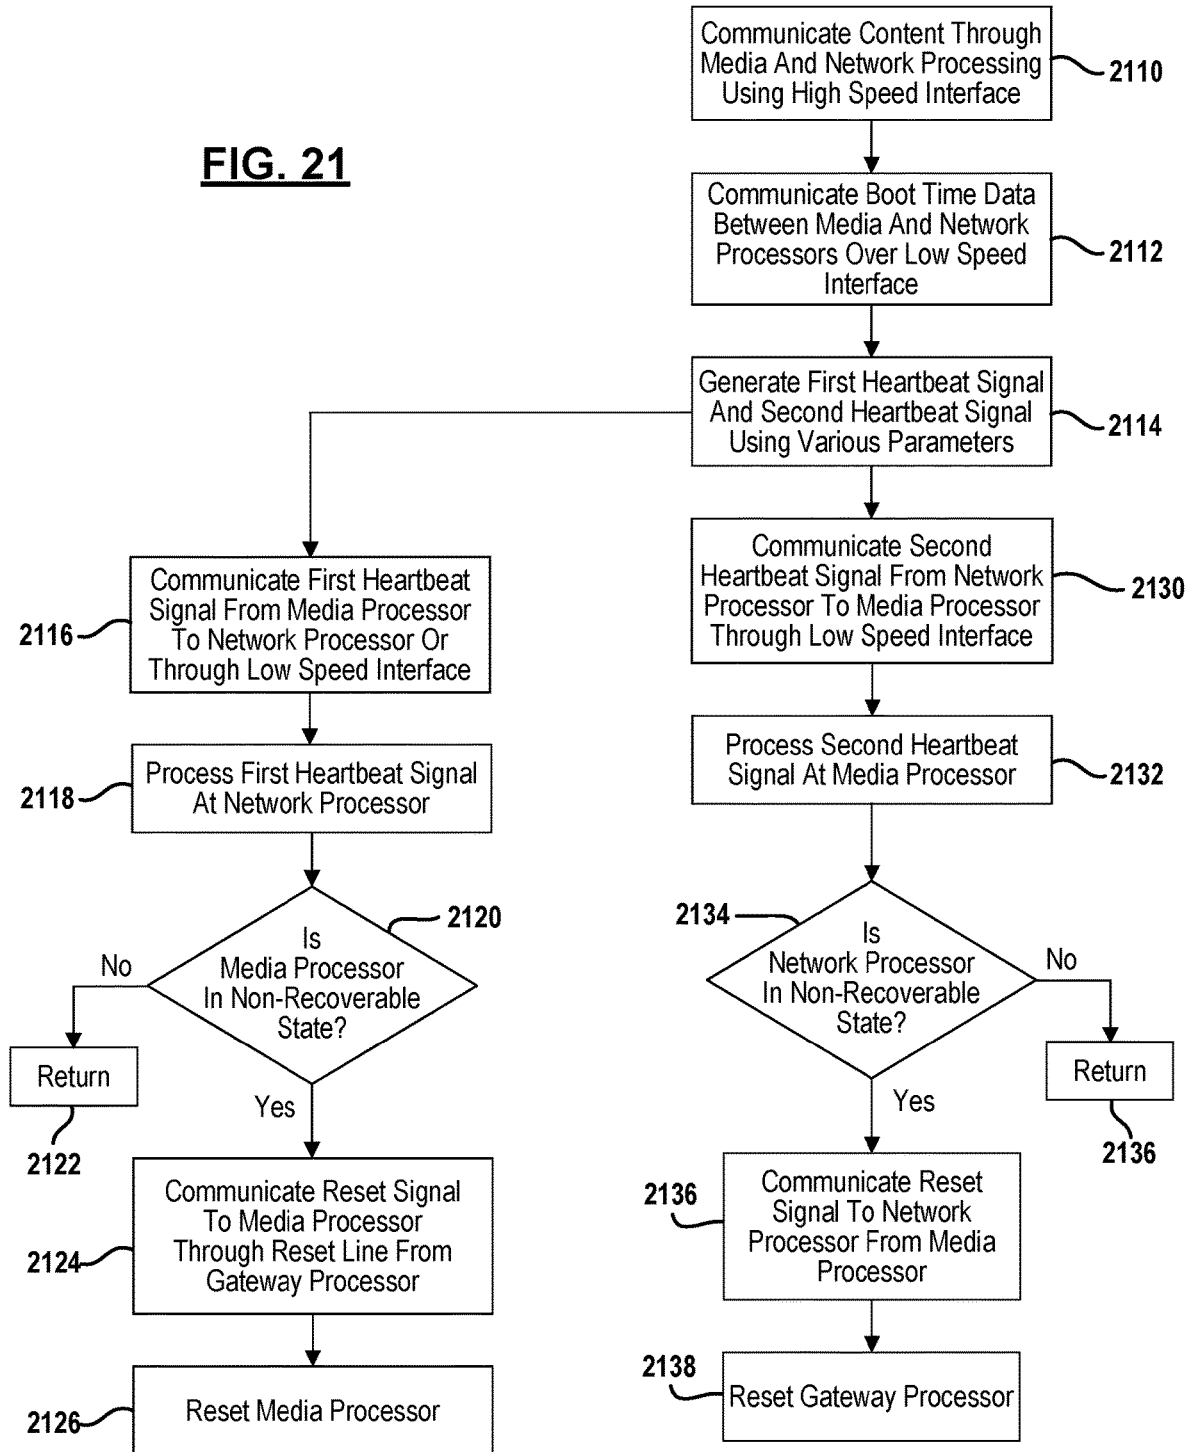 FIG. 21
Communicate Content Through
Media And Network Processing
Using High Speed Interface
2110
Communicate Boot Time Data
Between Media And Network
Processors Over Low Speed
Interface
2112
Generate First Heartbeat Signal
And Second Heartbeat Signal
Using Various Parameters
2114
Communicate First Heartbeat
Signal From Media Processor
To Network Processor Or
Through Low Speed Interface
2116
Process First Heartbeat Signal
At Network Processor
2118
Is
Media Processor
In Non-Recoverable
State?
2120
No
Return
2122
Yes
Communicate Reset Signal
To Media Processor
Through Reset Line From
Gateway Processor
2124
Reset Media Processor
2126
Communicate Second
Heartbeat Signal From Network
Processor To Media Processor
Through Low Speed Interface
2130
Process Second Heartbeat
Signal At Media Processor
2132
Is
Network Processor
In Non-Recoverable
State?
2134
No
Return
2136
Yes
Communicate Reset
Signal To Network
Processor From Media
Processor
2136
Reset Gateway Processor
2138